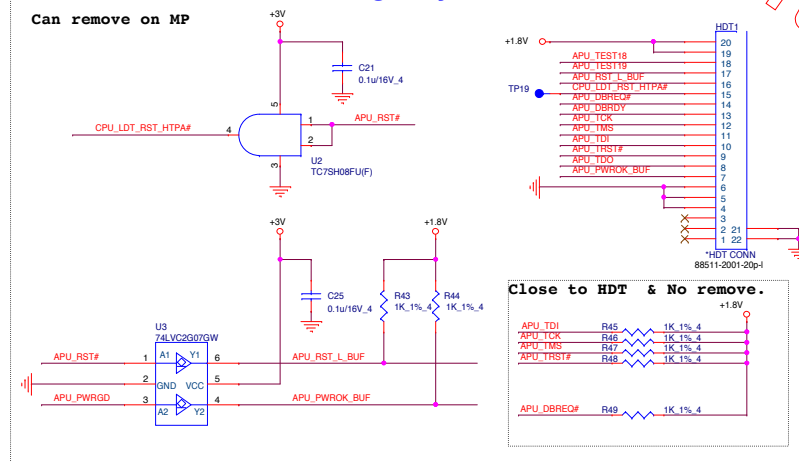 Can remove on MP
+3V
C21
0.1u/16V_4
5
1
APU_RST#
CPU_LDT_RST_HTPA#
4
2
3
U2
TC7SH08FU(F)
HDT1
+1.8V
20
19
APU_TEST18
18
APU_TEST19
17
APU_RST_L_BUF
16
TP19
CPU_LDT_RST_HTPA#
15
APU_DBREQ#
14
APU_DBRDY
13
APU_TCK
12
APU_TMS
11
APU_TDI
10
APU_TRST#
9
APU_TDO
8
APU_PWROK_BUF
7
6
5
4
3
2 21
1 22
*HDT CONN
88511-2001-20p-l
+3V
+1.8V
C25
0.1u/16V_4
R43
1K_1%_4
R44
1K_1%_4
U3
74LVC2G07GW
APU_RST#
1
A1
Y1
6
APU_RST_L_BUF
2
GND
VCC
5
APU_PWRGD
3
A2
Y2
4
APU_PWROK_BUF
Close to HDT & No remove.
+1.8V
APU_TDI R45 1K_1%_4
APU_TCK R46 1K_1%_4
APU_TMS R47 1K_1%_4
APU_TRST# R48 1K_1%_4
APU_DBREQ# R49 1K_1%_4